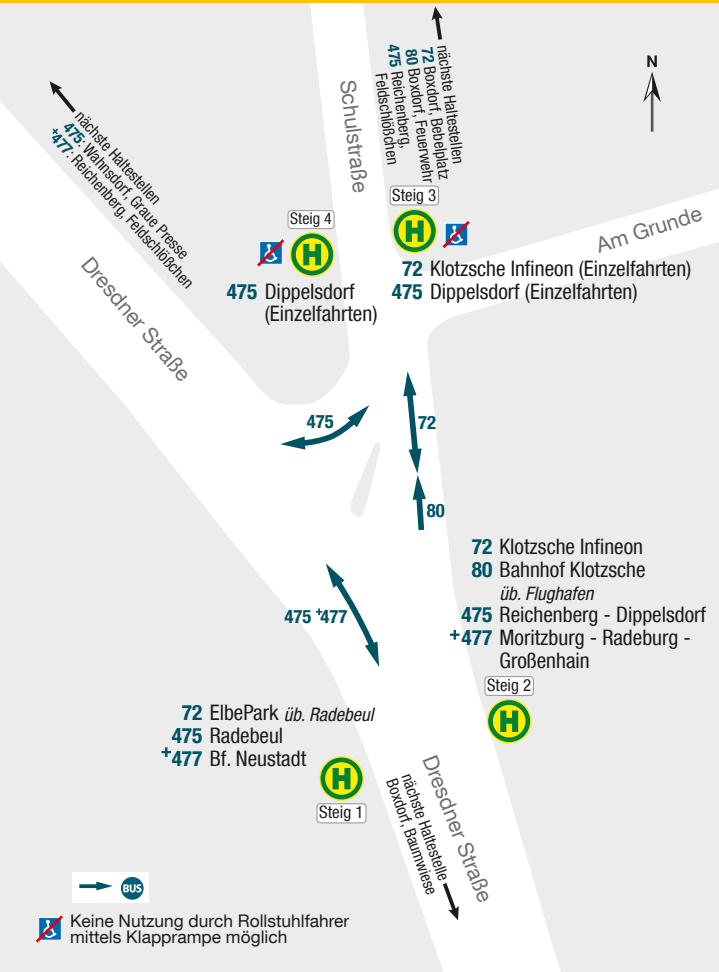 nächste Haltestellen
72 Boxdorf, Bebelplatz
80 Boxdorf, Feuerwehr
475 Reichenberg,
Feldschlößchen
N
Schulstraße
nächste Haltestellen
475: Wahnsdorf, Graue Presse
+477: Reichenberg, Feldschlößchen
Steig 3
H
Steig 4
H
Am Grunde
72 Klotzsche Infineon (Einzelfahrten)
475 Dippelsdorf (Einzelfahrten)
475 Dippelsdorf
(Einzelfahrten)
Dresdner Straße
475
72
80
475 +477
72 Klotzsche Infineon
80 Bahnhof Klotzsche
üb. Flughafen
475 Reichenberg - Dippelsdorf
+477 Moritzburg - Radeburg -
Großenhain
Steig 2
H
72 ElbePark üb. Radebeul
475 Radebeul
+477 Bf. Neustadt
H
Steig 1
Dresdner Straße
nächste Haltestelle
Boxdorf, Baumwiese
BUS
Keine Nutzung durch Rollstuhlfahrer
mittels Klapprampe möglich